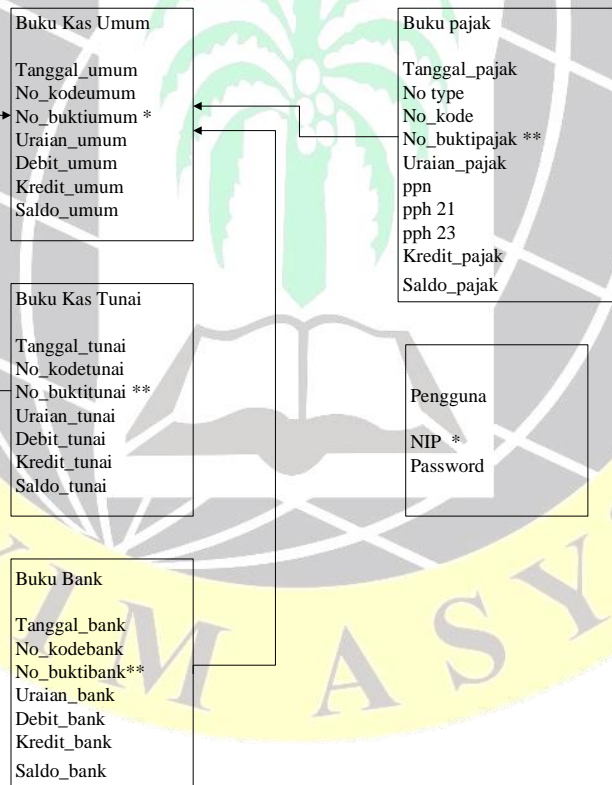 Buku Kas Umum
Tanggal_umum
No_kodeumum
No_buktiumum *
Uraian_umum
Debit_umum
Kredit_umum
Saldo_umum
Buku pajak
Tanggal_pajak
No type
No_kode
No_buktipajak **
Uraian_pajak
ppn
pph 21
pph 23
Kredit_pajak
Saldo_pajak
Buku Kas Tunai
Tanggal_tunai
No_kodetunai
No_buktitunai **
Uraian_tunai
Debit_tunai
Kredit_tunai
Saldo_tunai
Pengguna
NIP *
Password
Buku Bank
Tanggal_bank
No_kodebank
No_buktibank**
Uraian_bank
Debit_bank
Kredit_bank
Saldo_bank
IM ASY